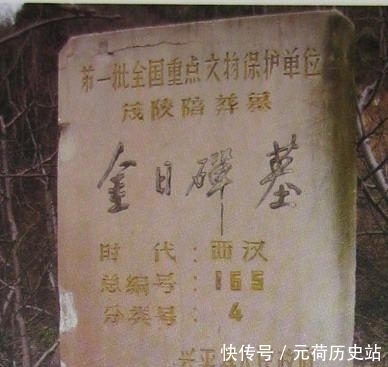 第一批全国重点文物保护单位
茂陵陪葬墓
金日磾墓
时代：西汉
总编号：165
分类号：4
兴平
快传号／元荷历史站